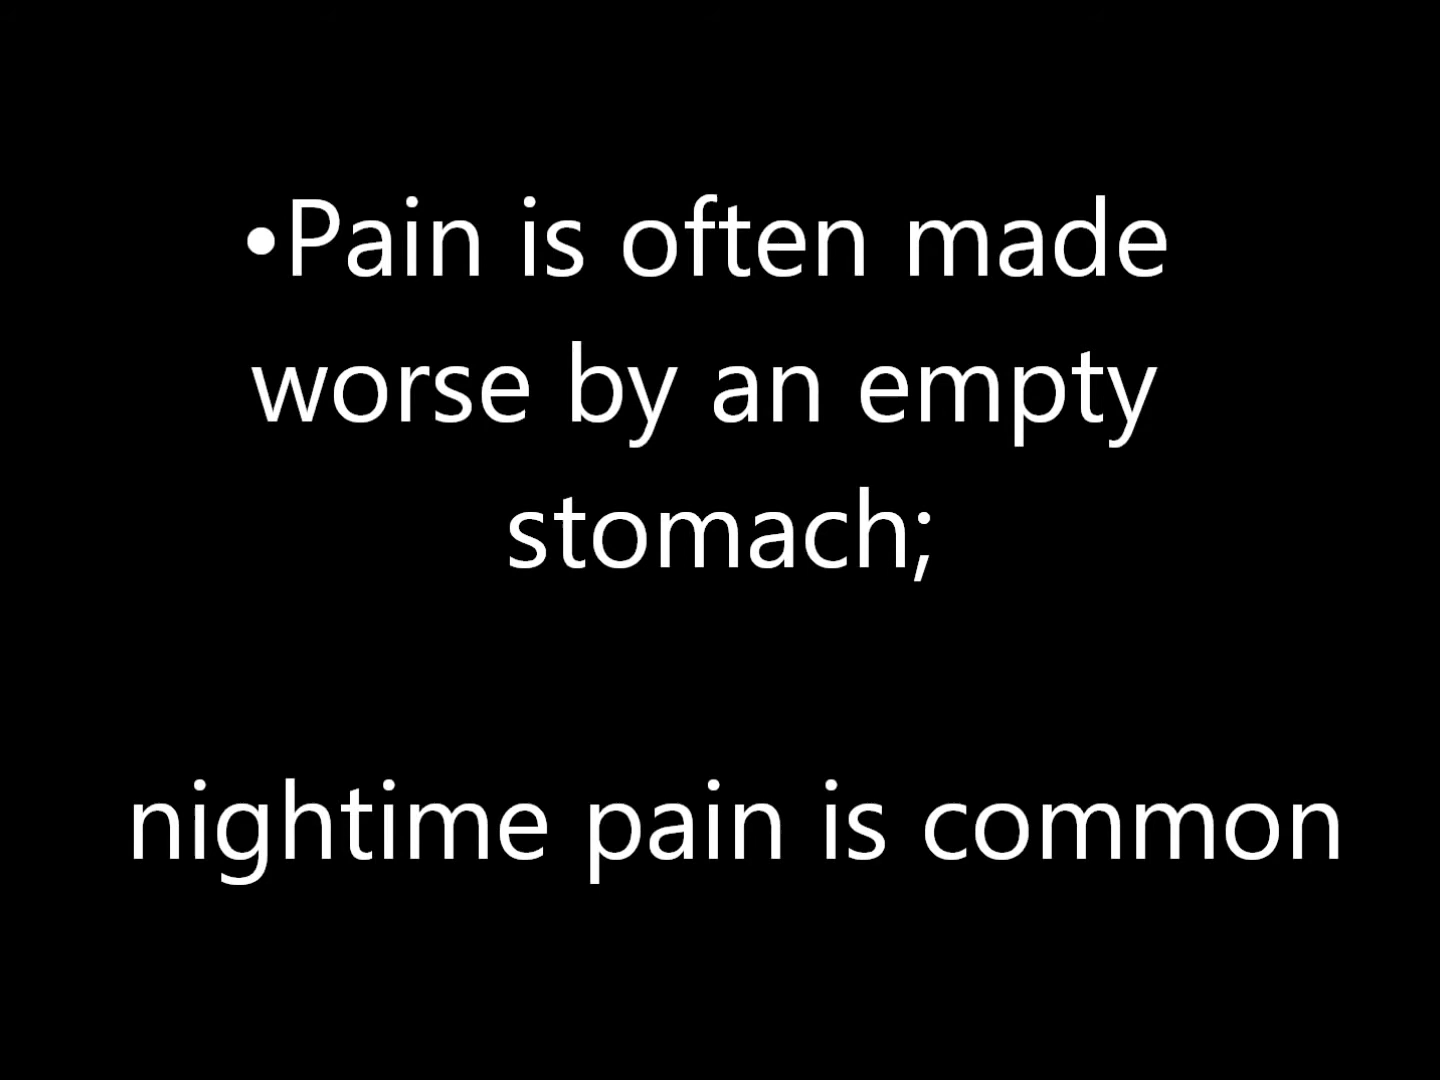 •Pain is often made
worse by an empty
stomach;
nightime pain is common